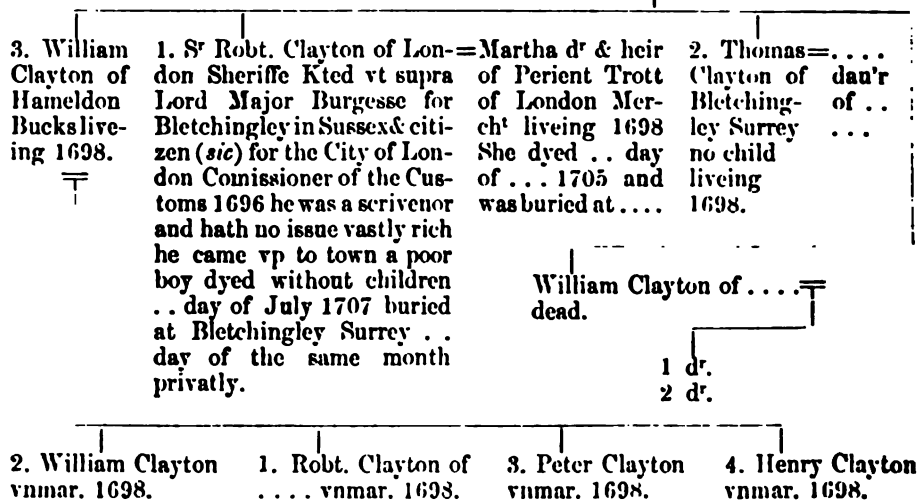 3. William
Clayton of
Hameldon
Bucks live-
ing 1698.
1. Sʳ Robt. Clayton of Lon-
don Sheriffe Kted vt supra
Lord Major Burgesse for
Bletchingley in Sussex & citi-
zen (sic) for the City of Lon-
don Comissioner of the Cus-
toms 1696 he was a scrivenor
and hath no issue vastly rich
he came vp to town a poor
boy dyed without children
. . day of July 1707 buried
at Bletchingley Surrey . .
day of the same month
privatly.
=Martha dʳ & heir
of Perient Trott
of London Mer-
chᵗ liveing 1698
She dyed . . day
of . . . 1705 and
was buried at . . . .
2. Thomas
Clayton of
Bletching-
ley Surrey
no child
liveing
1698.
= . . . .
dau'r
of . .
. . .
William Clayton of . . . .
dead.
1 dʳ.
2 dʳ.
2. William Clayton
vnmar. 1698.
1. Robt. Clayton of
. . . . vnmar. 1698.
3. Peter Clayton
vnmar. 1698.
4. Henry Clayton
vnmar. 1698.